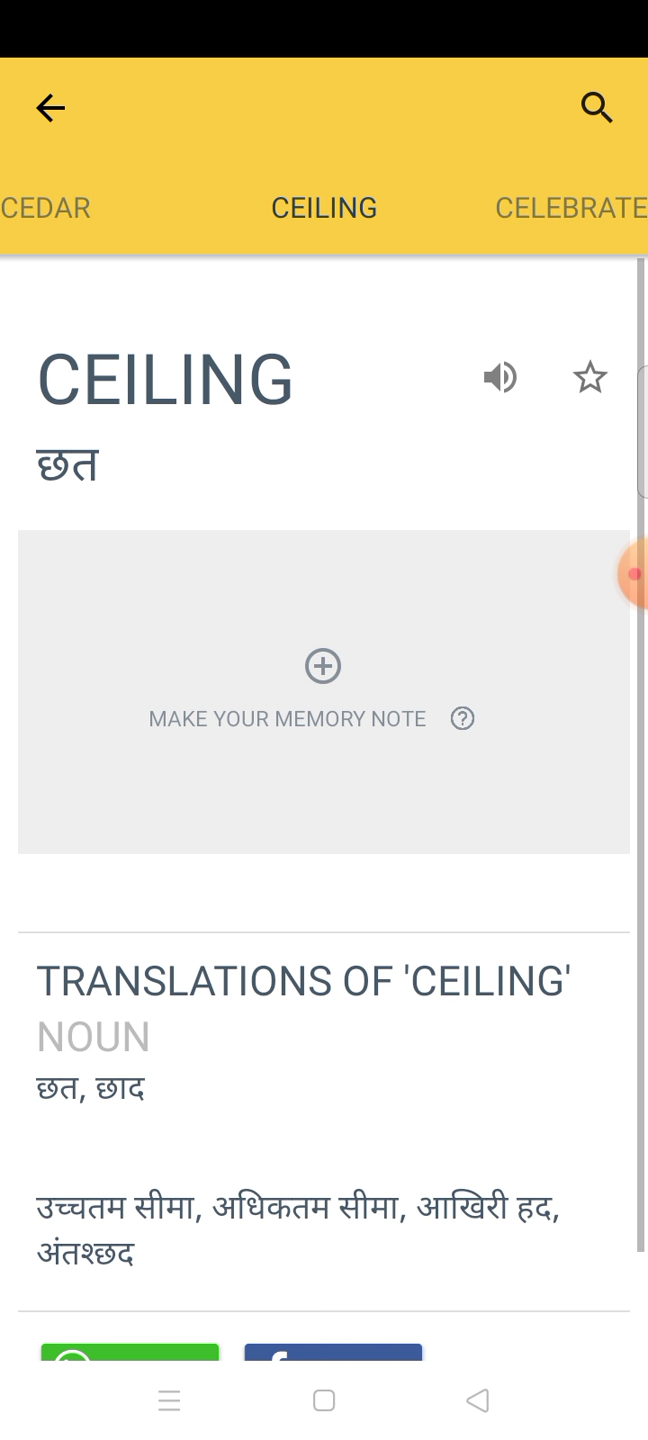 CEDAR CEILING CELEBRATE
CEILING
छत
MAKE YOUR MEMORY NOTE
TRANSLATIONS OF 'CEILING'
NOUN
छत, छाद
उच्चतम सीमा, अधिकतम सीमा, आखिरी हद,
अंतश्छद